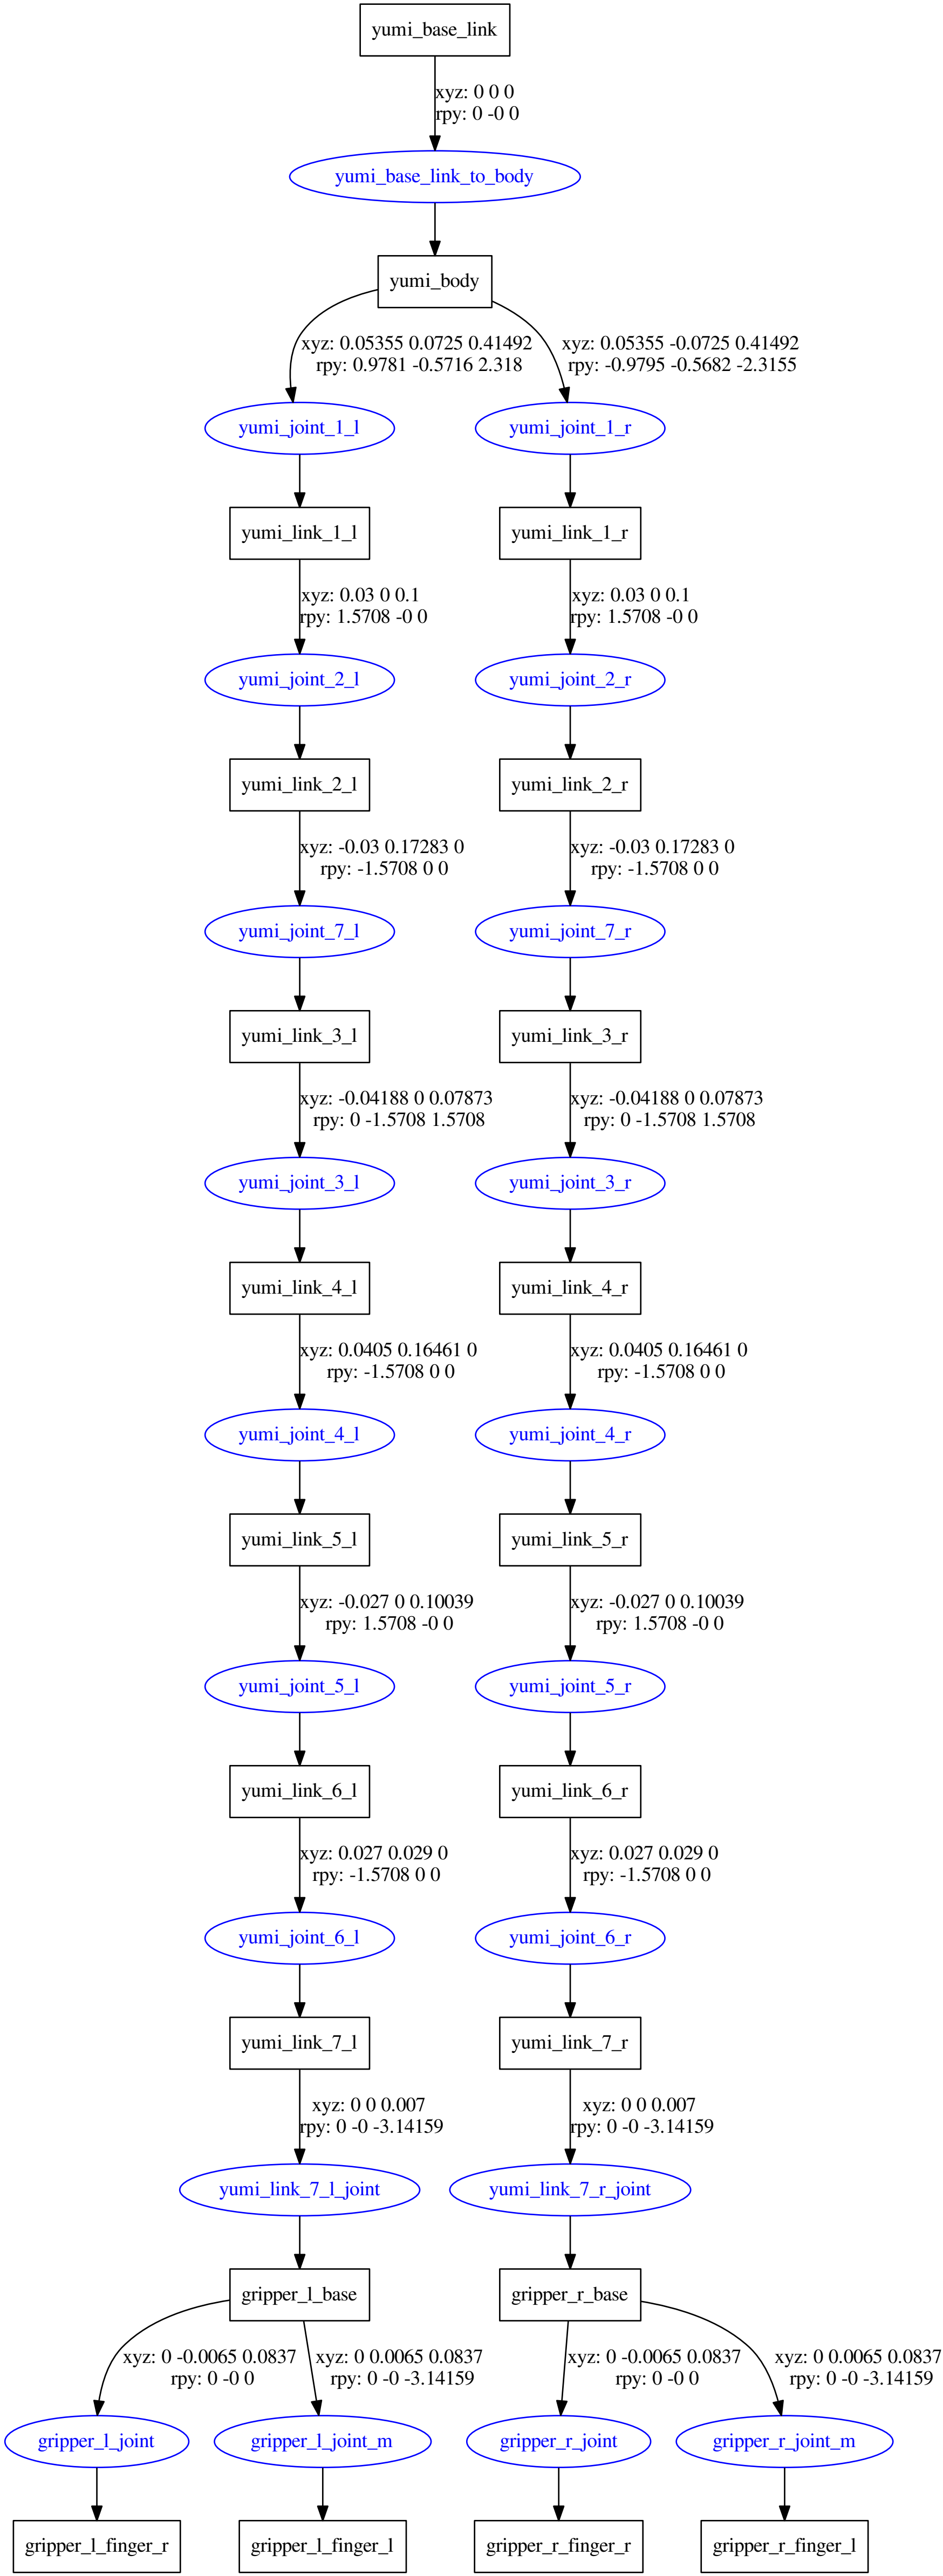 yumi_base_link
xyz: 0 0 0
rpy: 0 -0 0
yumi_base_link_to_body
yumi_body
xyz: 0.05355 0.0725 0.41492
rpy: 0.9781 -0.5716 2.318
xyz: 0.05355 -0.0725 0.41492
rpy: -0.9795 -0.5682 -2.3155
yumi_joint_1_l
yumi_joint_1_r
yumi_link_1_l
yumi_link_1_r
xyz: 0.03 0 0.1
rpy: 1.5708 -0 0
xyz: 0.03 0 0.1
rpy: 1.5708 -0 0
yumi_joint_2_l
yumi_joint_2_r
yumi_link_2_l
yumi_link_2_r
xyz: -0.03 0.17283 0
rpy: -1.5708 0 0
xyz: -0.03 0.17283 0
rpy: -1.5708 0 0
yumi_joint_7_l
yumi_joint_7_r
yumi_link_3_l
yumi_link_3_r
xyz: -0.04188 0 0.07873
rpy: 0 -1.5708 1.5708
xyz: -0.04188 0 0.07873
rpy: 0 -1.5708 1.5708
yumi_joint_3_l
yumi_joint_3_r
yumi_link_4_l
yumi_link_4_r
xyz: 0.0405 0.16461 0
rpy: -1.5708 0 0
xyz: 0.0405 0.16461 0
rpy: -1.5708 0 0
yumi_joint_4_l
yumi_joint_4_r
yumi_link_5_l
yumi_link_5_r
xyz: -0.027 0 0.10039
rpy: 1.5708 -0 0
xyz: -0.027 0 0.10039
rpy: 1.5708 -0 0
yumi_joint_5_l
yumi_joint_5_r
yumi_link_6_l
yumi_link_6_r
xyz: 0.027 0.029 0
rpy: -1.5708 0 0
xyz: 0.027 0.029 0
rpy: -1.5708 0 0
yumi_joint_6_l
yumi_joint_6_r
yumi_link_7_l
yumi_link_7_r
xyz: 0 0 0.007
rpy: 0 -0 -3.14159
xyz: 0 0 0.007
rpy: 0 -0 -3.14159
yumi_link_7_l_joint
yumi_link_7_r_joint
gripper_l_base
gripper_r_base
xyz: 0 -0.0065 0.0837
rpy: 0 -0 0
xyz: 0 0.0065 0.0837
rpy: 0 -0 -3.14159
xyz: 0 -0.0065 0.0837
rpy: 0 -0 0
xyz: 0 0.0065 0.0837
rpy: 0 -0 -3.14159
gripper_l_joint
gripper_l_joint_m
gripper_r_joint
gripper_r_joint_m
gripper_l_finger_r
gripper_l_finger_l
gripper_r_finger_r
gripper_r_finger_l